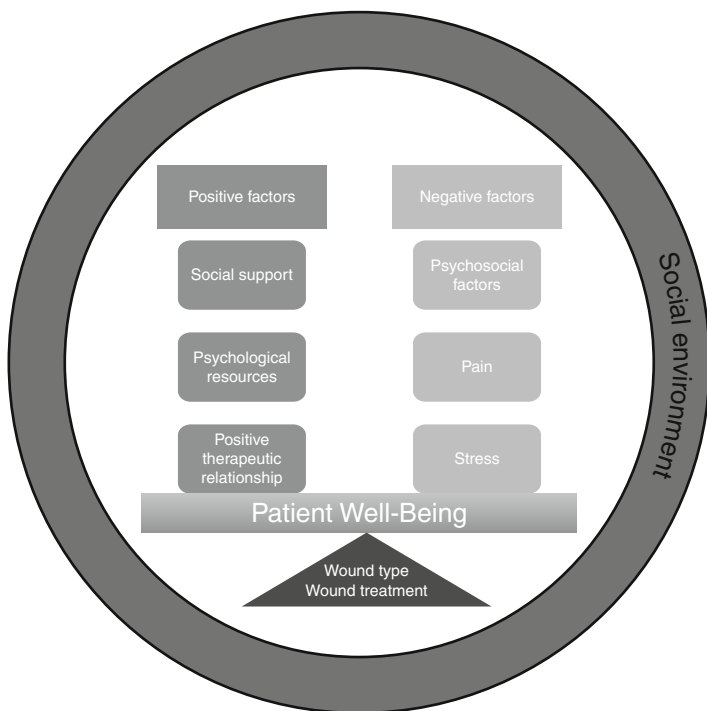 Positive factors
Negative factors
Social support
Psychosocial
factors
Psychological
resources
Pain
Positive
therapeutic
relationship
Stress
Patient Well-Being
Wound type
Wound treatment
Social environment